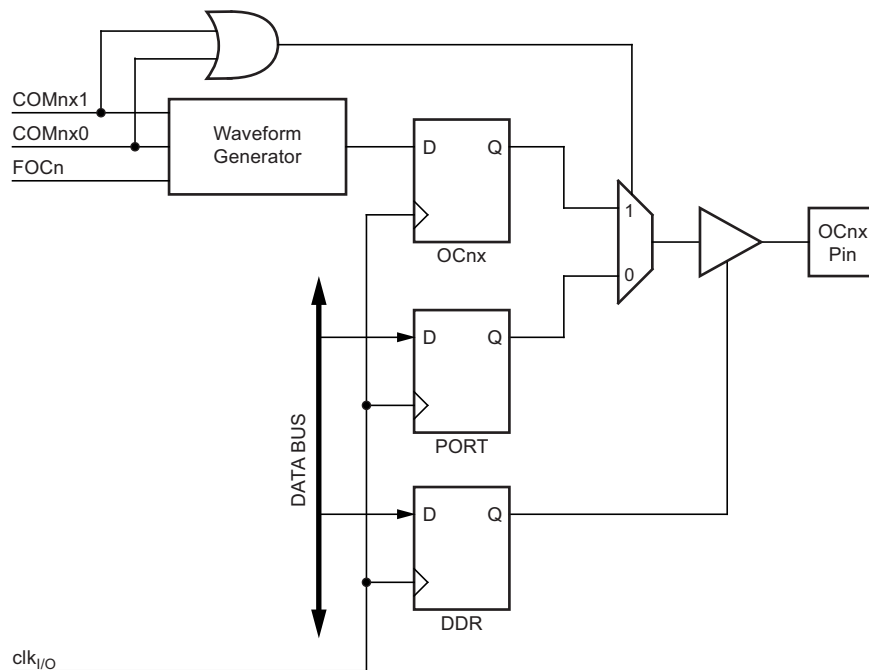 COMnx1
COMnx0
FOCn
Waveform
Generator
D
Q
OCnx
1
0
OCnx
Pin
D
Q
PORT
DATA BUS
D
Q
DDR
clkI/O